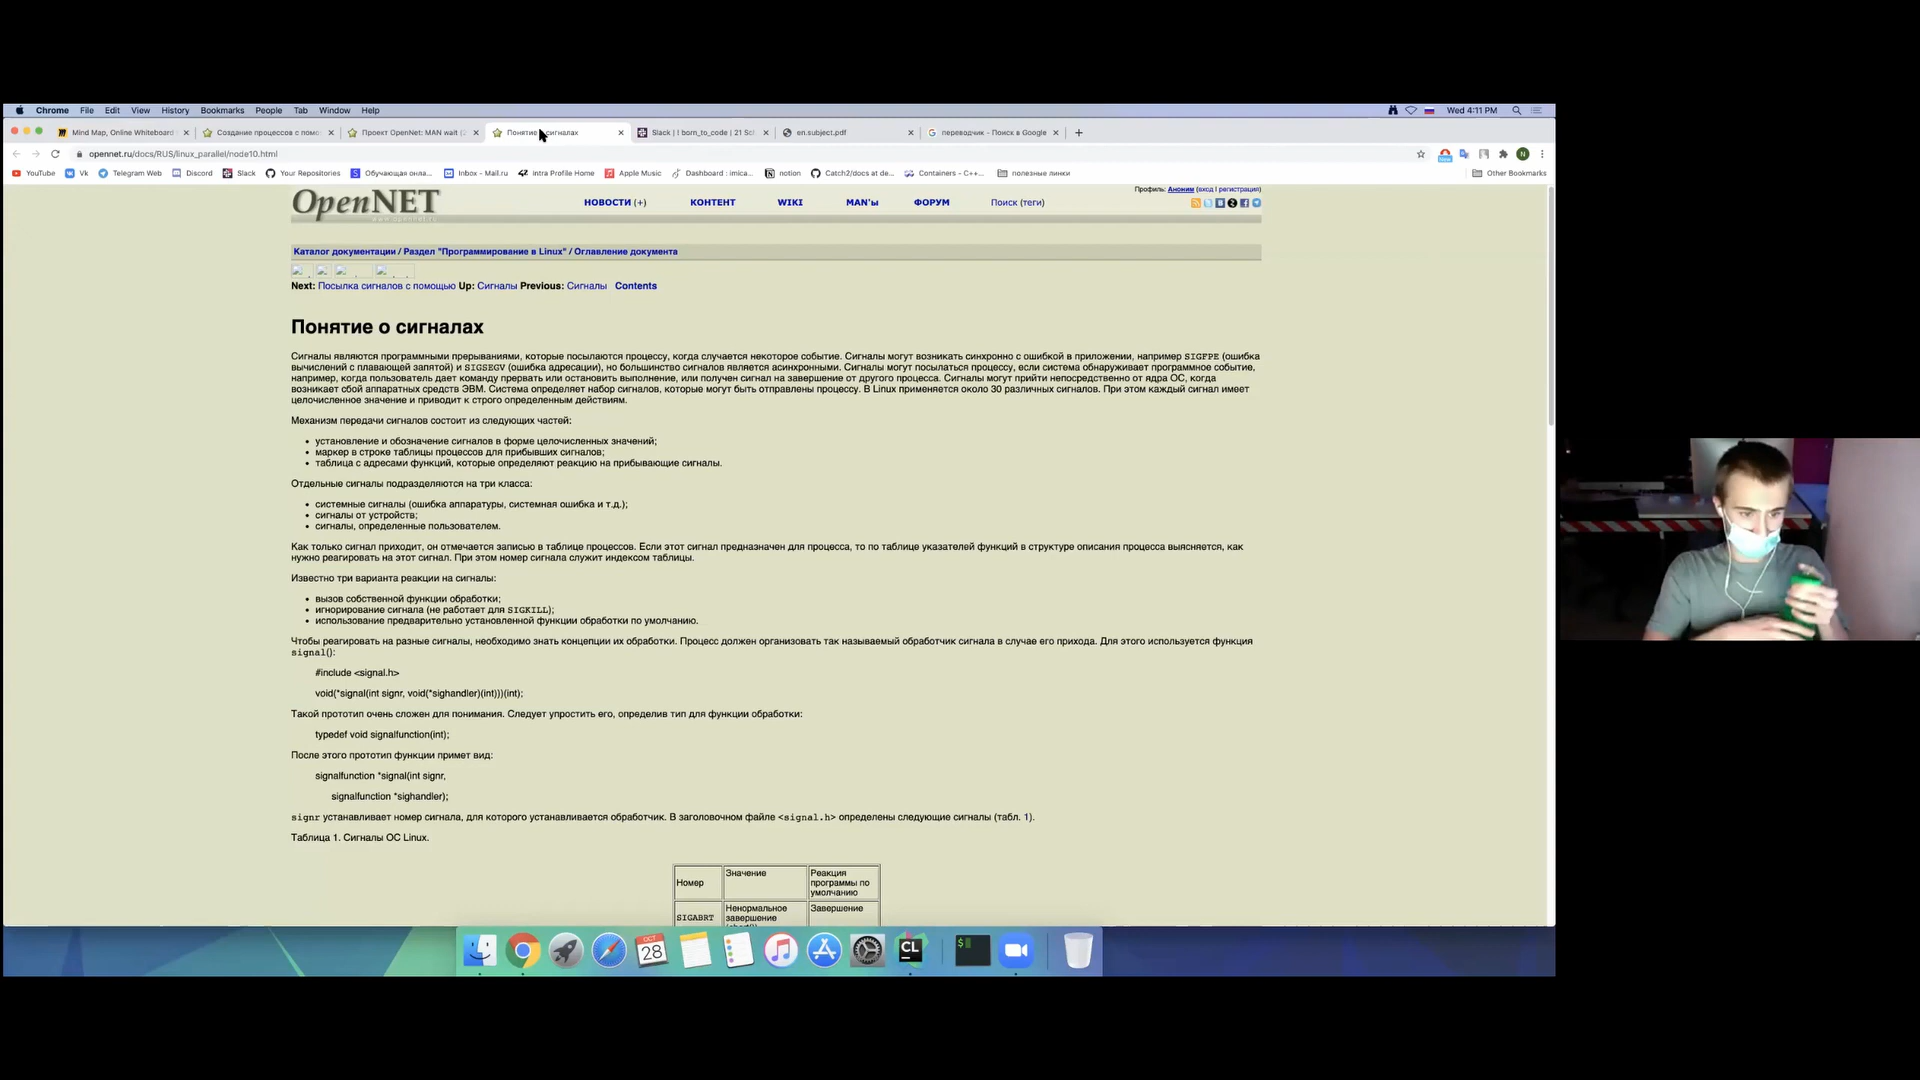 Chrome File Edit View History Bookmarks People Tab Window Help Wed 4:11 PM
Mind Map, Online Whiteboard Создание процессов с помо Проект OpenNET: MAN wait (2 Понятие сигналах Slack | ! born_to_code | 21 Sc en.subject.pdf переводчик - Поиск в Google
opennet.ru/docs/RUS/linux_parallel/node10.html
YouTube Vk Telegram Web Discord Slack Your Repositories Обучающая онла... Inbox - Mail.ru Intra Profile Home Apple Music Dashboard : imica... notion Catch2/docs at de... Containers - C++... полезные линки Other Bookmarks
OpenNET НОВОСТИ (+) КОНТЕНТ WIKI MAN'ы ФОРУМ Поиск (теги) Профиль: Аноним (вход | регистрация)
Каталог документации / Раздел "Программирование в Linux" / Оглавление документа
Next: Посылка сигналов с помощью Up: Сигналы Previous: Сигналы Contents
Понятие о сигналах
Сигналы являются программными прерываниями, которые посылаются процессу, когда случается некоторое событие. Сигналы могут возникать синхронно с ошибкой в приложении, например SIGFPE (ошибка
вычислений с плавающей запятой) и SIGSEGV (ошибка адресации), но большинство сигналов является асинхронными. Сигналы могут посылаться процессу, если система обнаруживает программное событие,
например, когда пользователь дает команду прервать или остановить выполнение, или получен сигнал на завершение от другого процесса. Сигналы могут прийти непосредственно от ядра ОС, когда
возникает сбой аппаратных средств ЭВМ. Система определяет набор сигналов, которые могут быть отправлены процессу. В Linux применяется около 30 различных сигналов. При этом каждый сигнал имеет
целочисленное значение и приводит к строго определенным действиям.
Механизм передачи сигналов состоит из следующих частей:
• установление и обозначение сигналов в форме целочисленных значений;
• маркер в строке таблицы процессов для прибывших сигналов;
• таблица с адресами функций, которые определяют реакцию на прибывающие сигналы.
Отдельные сигналы подразделяются на три класса:
• системные сигналы (ошибка аппаратуры, системная ошибка и т.д.);
• сигналы от устройств;
• сигналы, определенные пользователем.
Как только сигнал приходит, он отмечается записью в таблице процессов. Если этот сигнал предназначен для процесса, то по таблице указателей функций в структуре описания процесса выясняется, как
нужно реагировать на этот сигнал. При этом номер сигнала служит индексом таблицы.
Известно три варианта реакции на сигналы:
• вызов собственной функции обработки;
• игнорирование сигнала (не работает для SIGKILL);
• использование предварительно установленной функции обработки по умолчанию.
Чтобы реагировать на разные сигналы, необходимо знать концепции их обработки. Процесс должен организовать так называемый обработчик сигнала в случае его прихода. Для этого используется функция
signal():
#include <signal.h>
void(*signal(int signr, void(*sighandler)(int)))(int);
Такой прототип очень сложен для понимания. Следует упростить его, определив тип для функции обработки:
typedef void signalfunction(int);
После этого прототип функции примет вид:
signalfunction *signal(int signr,
signalfunction *sighandler);
signr устанавливает номер сигнала, для которого устанавливается обработчик. В заголовочном файле <signal.h> определены следующие сигналы (табл. 1).
Таблица 1. Сигналы ОС Linux.
Номер Значение Реакция программы по умолчанию
SIGABRT Ненормальное завершение Завершение
OCT
28
CL